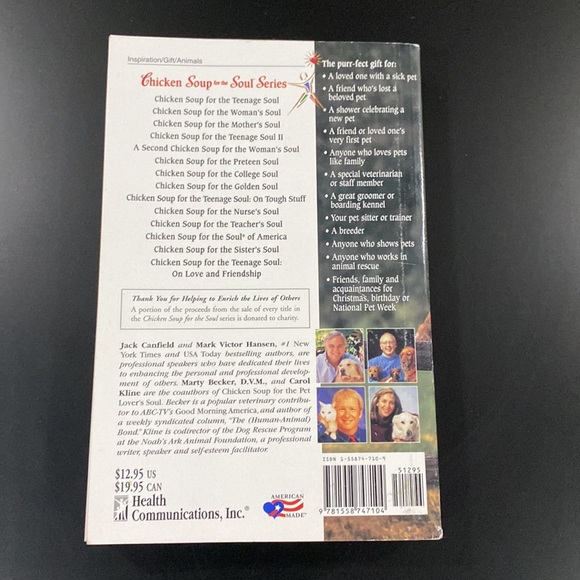 Inspiration/Gift/Animals
Chicken Soup for the Soul Series
Chicken Soup for the Teenage Soul
Chicken Soup for the Woman's Soul
Chicken Soup for the Mother's Soul
Chicken Soup for the Teenage Soul II
A Second Chicken Soup for the Woman's Soul
Chicken Soup for the Preteen Soul
Chicken Soup for the College Soul
Chicken Soup for the Golden Soul
Chicken Soup for the Teenage Soul: On Tough Stuff
Chicken Soup for the Nurse's Soul
Chicken Soup for the Teacher's Soul
Chicken Soup for the Soul® of America
Chicken Soup for the Sister's Soul
Chicken Soup for the Teenage Soul:
On Love and Friendship
Thank You for Helping to Enrich the Lives of Others
A portion of the proceeds from the sale of every title in
the Chicken Soup for the Soul series is donated to charity.
Jack Canfield and Mark Victor Hansen, #1 New
York Times and USA Today bestselling authors, are
professional speakers who have dedicated their lives
to enhancing the personal and professional develop-
ment of others. Marty Becker, D.V.M., and Carol
Kline are the coauthors of Chicken Soup for the Pet
Lover's Soul. Becker is a popular veterinary contribu-
tor to ABC-TV's Good Morning America, and author of
a weekly syndicated column, "The (Human-Animal)
Bond." Kline is codirector of the Dog Rescue Program
at the Noah's Ark Animal Foundation, a professional
writer, speaker and self-esteem facilitator.
$12.95 US
$19.95 CAN
Health
Communications, Inc.®
AMERICAN
MADE
The purr-fect gift for:
• A loved one with a sick pet
• A friend who's lost a
beloved pet
• A shower celebrating a
new pet
• A friend or loved one's
very first pet
• Anyone who loves pets
like family
• A special veterinarian
or staff member
• A great groomer or
boarding kennel
• Your pet sitter or trainer
• A breeder
• Anyone who shows pets
• Anyone who works in
animal rescue
• Friends, family and
acquaintances for
Christmas, birthday or
National Pet Week
ISBN 1-55874-710-9
51295
9 781558 747104